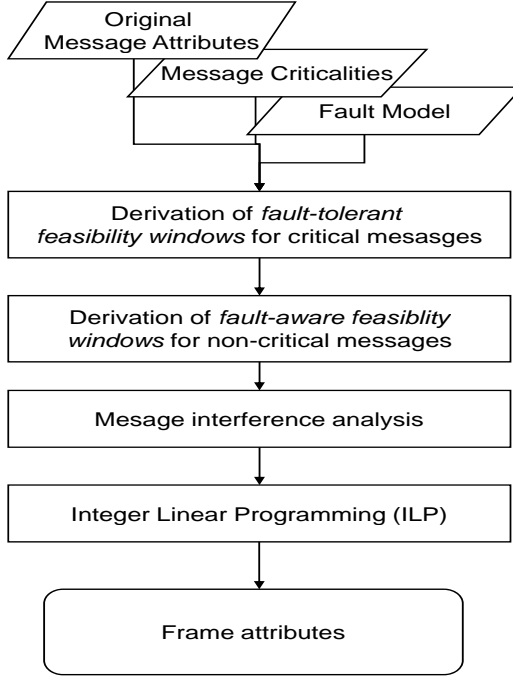 Original
Message Attributes
Message Criticalities
Fault Model
Derivation of fault-tolerant
feasibility windows for critical mesasges
Derivation of fault-aware feasiblity
windows for non-critical messages
Mesage interference analysis
Integer Linear Programming (ILP)
Frame attributes